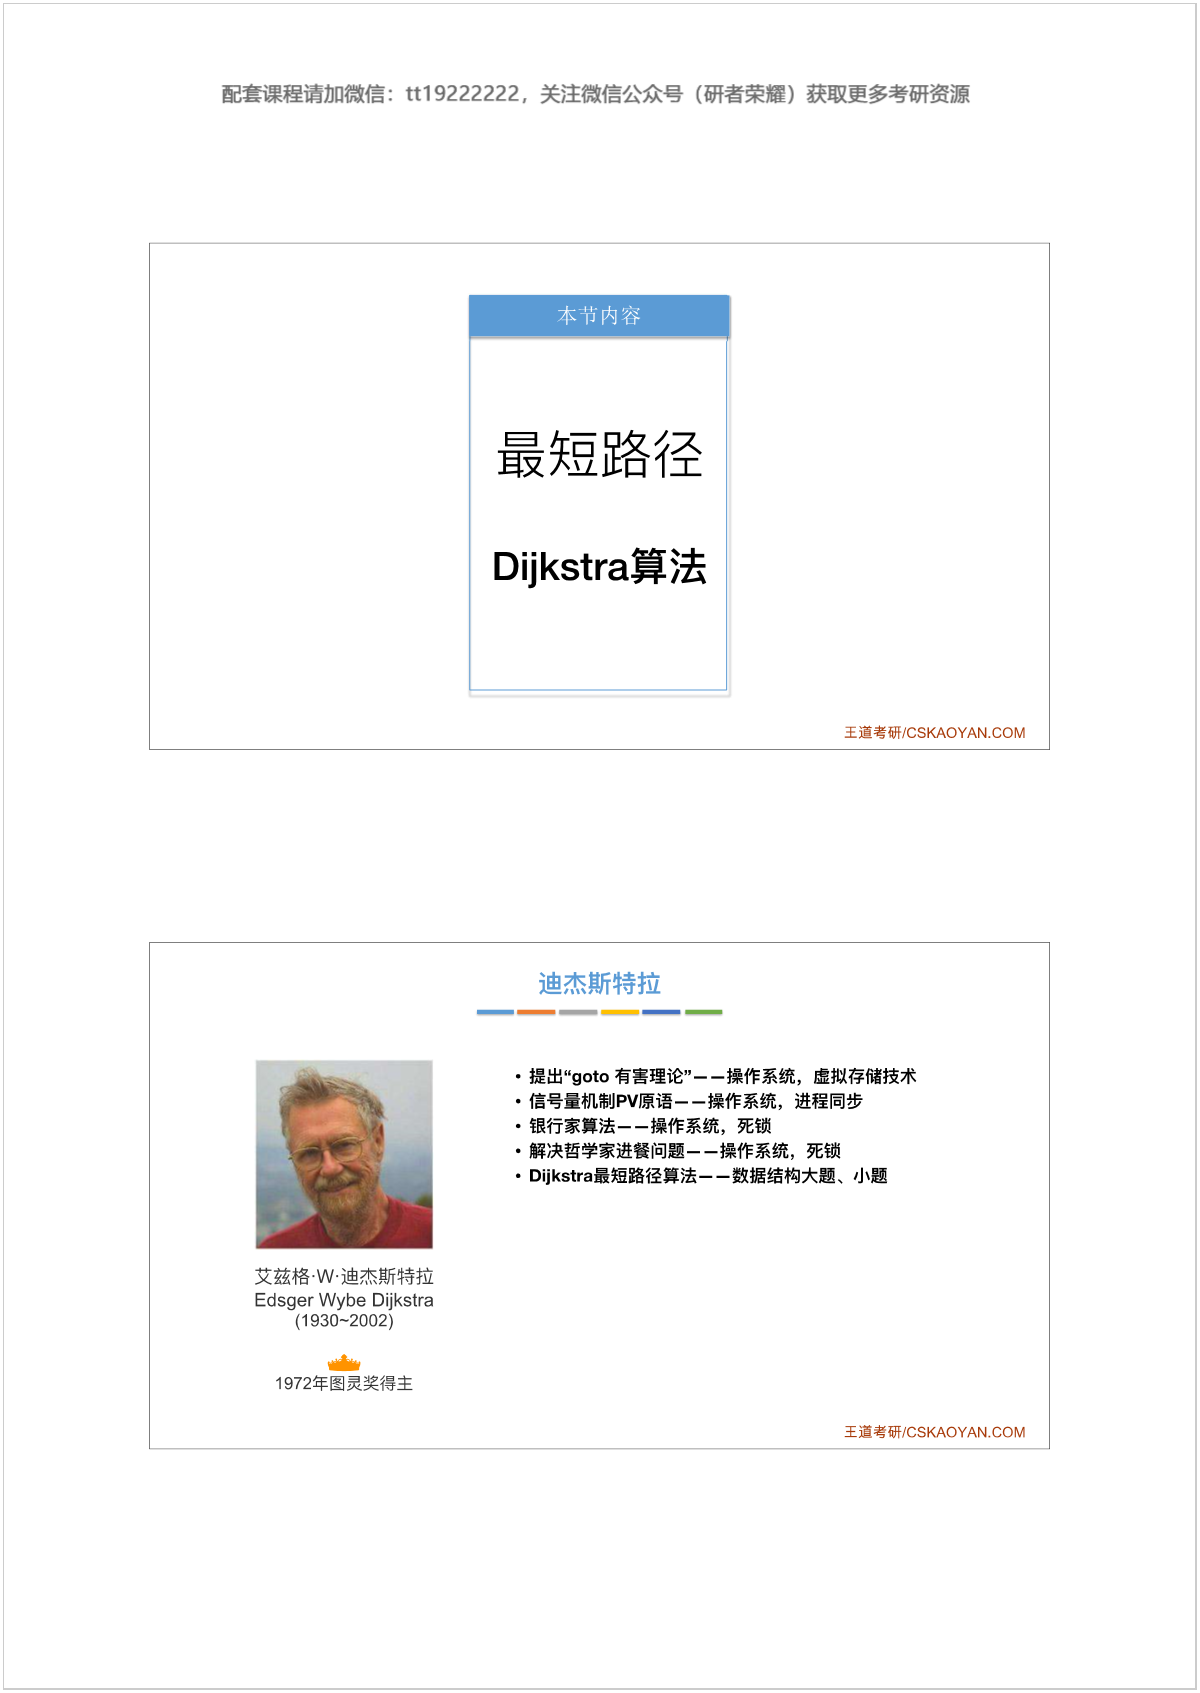 配套课程请加微信：tt19222222，关注微信公众号（研者荣耀）获取更多考研资源
本节内容
最短路径
Dijkstra算法
王道考研/CSKAOYAN.COM
迪杰斯特拉
• 提出“goto 有害理论”——操作系统，虚拟存储技术
• 信号量机制PV原语——操作系统，进程同步
• 银行家算法——操作系统，死锁
• 解决哲学家进餐问题——操作系统，死锁
• Dijkstra最短路径算法——数据结构大题、小题
艾兹格·W·迪杰斯特拉
Edsger Wybe Dijkstra
(1930~2002)
1972年图灵奖得主
王道考研/CSKAOYAN.COM